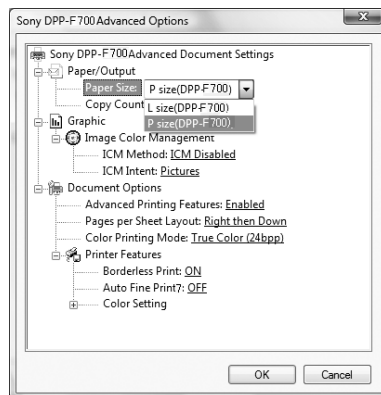 Sony DPP-F700 Advanced Options
Sony DPP-F700 Advanced Document Settings
Paper/Output
Paper Size: P size(DPP-F700)
L size(DPP-F700)
P size(DPP-F700)
Copy Count
Graphic
Image Color Management
ICM Method: ICM Disabled
ICM Intent: Pictures
Document Options
Advanced Printing Features: Enabled
Pages per Sheet Layout: Right then Down
Color Printing Mode: True Color (24bpp)
Printer Features
Borderless Print: ON
Auto Fine Print7: OFF
Color Setting
OK Cancel